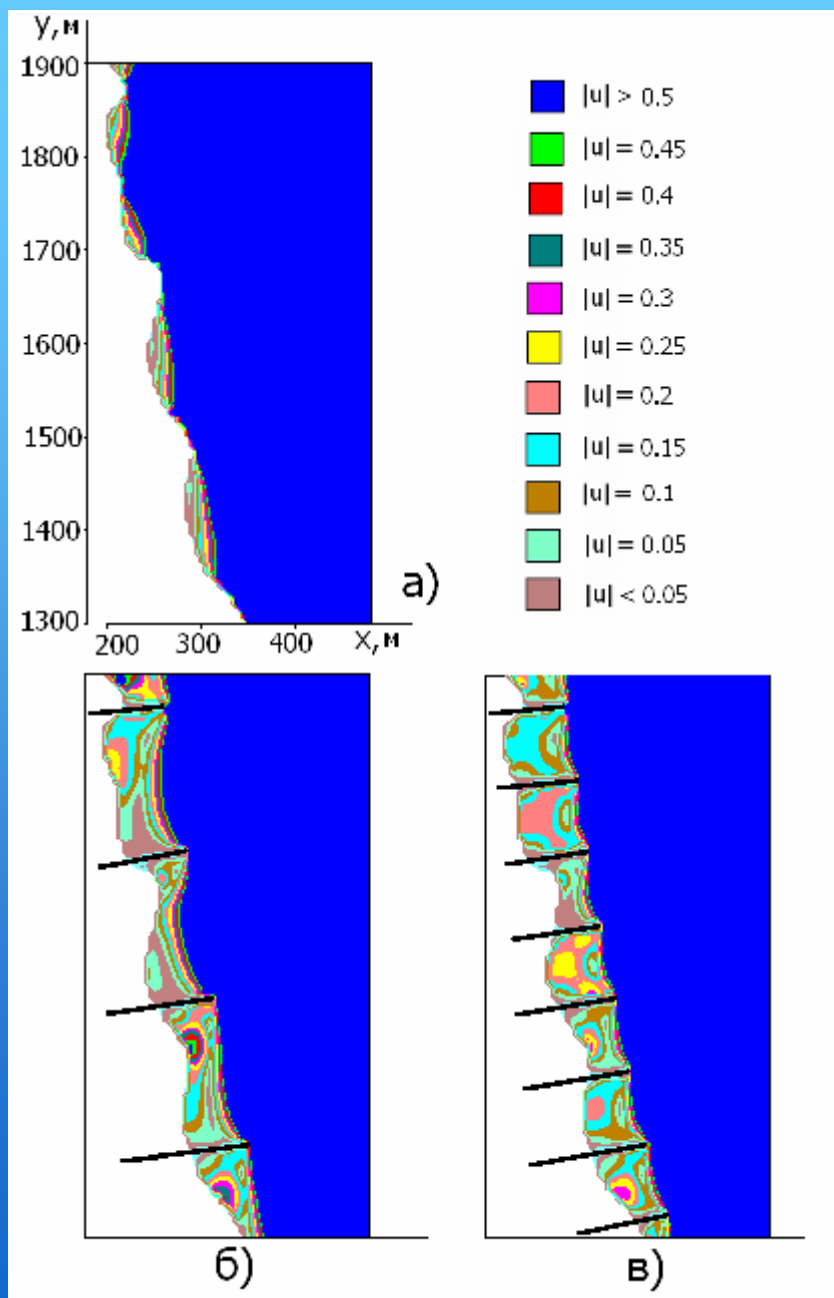 y,м
1900
1800
1700
1600
1500
1400
1300
200 300 400
x,м
а)
|u| > 0.5
|u| = 0.45
|u| = 0.4
|u| = 0.35
|u| = 0.3
|u| = 0.25
|u| = 0.2
|u| = 0.15
|u| = 0.1
|u| = 0.05
|u| < 0.05
б)
в)